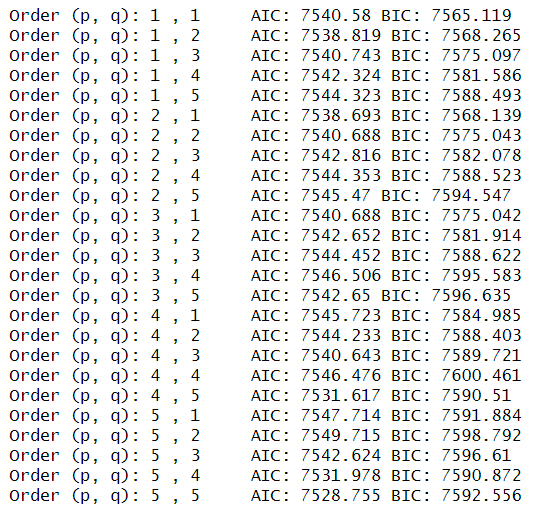 Order (p, q): 1 , 1 AIC: 7540.58 BIC: 7565.119
Order (p, q): 1 , 2 AIC: 7538.819 BIC: 7568.265
Order (p, q): 1 , 3 AIC: 7540.743 BIC: 7575.097
Order (p, q): 1 , 4 AIC: 7542.324 BIC: 7581.586
Order (p, q): 1 , 5 AIC: 7544.323 BIC: 7588.493
Order (p, q): 2 , 1 AIC: 7538.693 BIC: 7568.139
Order (p, q): 2 , 2 AIC: 7540.688 BIC: 7575.043
Order (p, q): 2 , 3 AIC: 7542.816 BIC: 7582.078
Order (p, q): 2 , 4 AIC: 7544.353 BIC: 7588.523
Order (p, q): 2 , 5 AIC: 7545.47 BIC: 7594.547
Order (p, q): 3 , 1 AIC: 7540.688 BIC: 7575.042
Order (p, q): 3 , 2 AIC: 7542.652 BIC: 7581.914
Order (p, q): 3 , 3 AIC: 7544.452 BIC: 7588.622
Order (p, q): 3 , 4 AIC: 7546.506 BIC: 7595.583
Order (p, q): 3 , 5 AIC: 7542.65 BIC: 7596.635
Order (p, q): 4 , 1 AIC: 7545.723 BIC: 7584.985
Order (p, q): 4 , 2 AIC: 7544.233 BIC: 7588.403
Order (p, q): 4 , 3 AIC: 7540.643 BIC: 7589.721
Order (p, q): 4 , 4 AIC: 7546.476 BIC: 7600.461
Order (p, q): 4 , 5 AIC: 7531.617 BIC: 7590.51
Order (p, q): 5 , 1 AIC: 7547.714 BIC: 7591.884
Order (p, q): 5 , 2 AIC: 7549.715 BIC: 7598.792
Order (p, q): 5 , 3 AIC: 7542.624 BIC: 7596.61
Order (p, q): 5 , 4 AIC: 7531.978 BIC: 7590.872
Order (p, q): 5 , 5 AIC: 7528.755 BIC: 7592.556